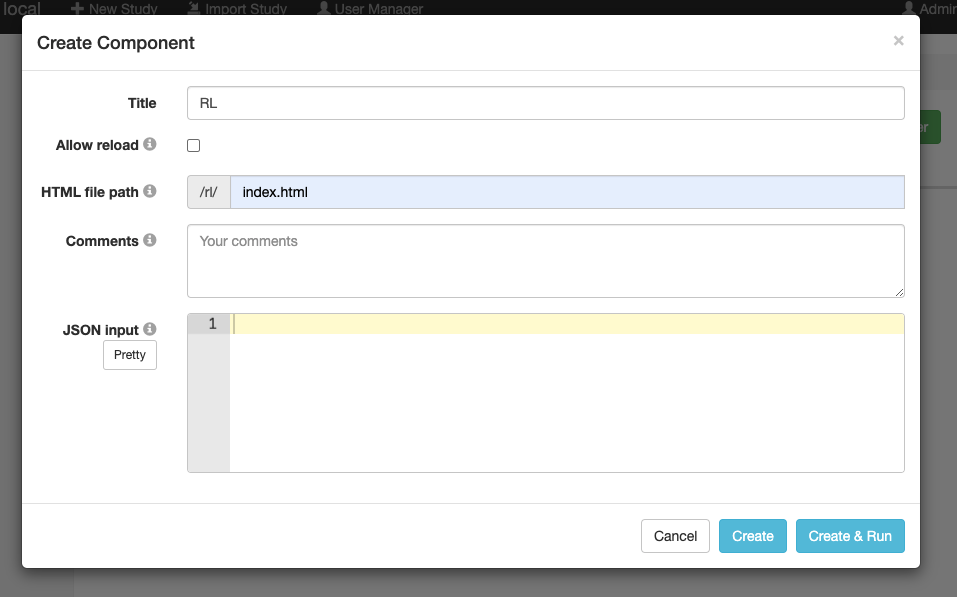 local New Study Import Study User Manager Admin
Create Component ×
Title RL
Allow reload
HTML file path /rl/ index.html
Comments Your comments
JSON input 1
Pretty
Cancel Create Create & Run